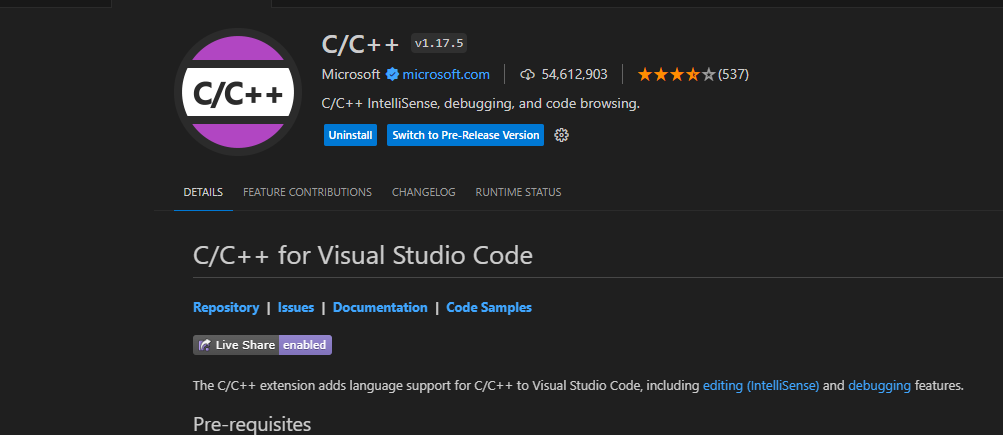 C/C++ v1.17.5
C/C++
Microsoft microsoft.com 54,612,903 (537)
C/C++ IntelliSense, debugging, and code browsing.
Uninstall Switch to Pre-Release Version
DETAILS FEATURE CONTRIBUTIONS CHANGELOG RUNTIME STATUS
C/C++ for Visual Studio Code
Repository | Issues | Documentation | Code Samples
Live Share enabled
The C/C++ extension adds language support for C/C++ to Visual Studio Code, including editing (IntelliSense) and debugging features.
Pre-requisites